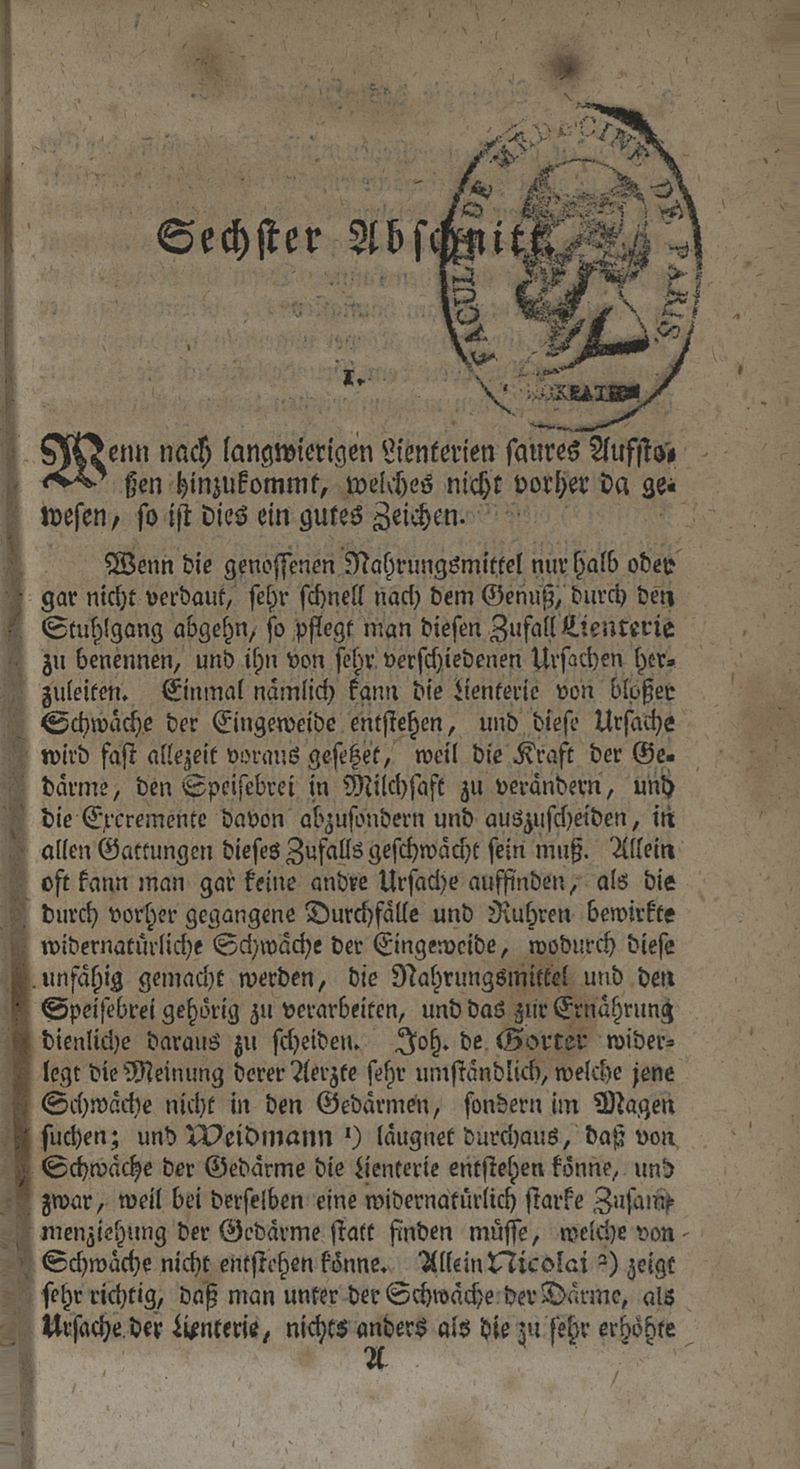 Sechſter Abſchnitt.
FACULTÉ DE MEDECINE DE PARIS
I.
Wenn nach langwierigen Lienterien ſaures Aufſto⸗
ßen hinzukommt, welches nicht vorher da ge⸗
weſen, ſo iſt dies ein gutes Zeichen.
Wenn die genoſſenen Nahrungsmittel nur halb oder
gar nicht verdaut, ſehr ſchnell nach dem Genuß, durch den
Stuhlgang abgehn, ſo pflegt man dieſen Zufall Lienterie
zu benennen, und ihn von ſehr verſchiedenen Urſachen her⸗
zuleiten. Einmal nämlich kann die Lienterie von bloßer
Schwäche der Eingeweide entſtehen, und dieſe Urſache
wird faſt allezeit voraus geſetzet, weil die Kraft der Ge⸗
därme, den Speiſebrei in Milchſaft zu verändern, und
die Excremente davon abzuſondern und auszuſcheiden, in
allen Gattungen dieſes Zufalls geſchwächt ſein muß. Allein
oft kann man gar keine andre Urſache auffinden, als die
durch vorher gegangene Durchfälle und Ruhren bewirkte
widernatürliche Schwäche der Eingeweide, wodurch dieſe
unfähig gemacht werden, die Nahrungsmittel und den
Speiſebrei gehörig zu verarbeiten, und das zur Ernährung
dienliche daraus zu ſcheiden. Joh. de Gorter wider⸗
legt die Meinung derer Aerzte ſehr umſtändlich, welche jene
Schwäche nicht in den Gedärmen, ſondern im Magen
ſuchen; und Weidmann ¹) läugnet durchaus, daß von
Schwäche der Gedärme die Lienterie entſtehen könne, und
zwar, weil bei derſelben eine widernatürlich ſtarke Zuſam⸗
menziehung der Gedärme ſtatt finden müſſe, welche von
Schwäche nicht entſtehen könne. Allein Nicolai ²) zeigt
ſehr richtig, daß man unter der Schwäche der Därme, als
Urſache der Lienterie, nichts anders als die zu ſehr erhöhte
A